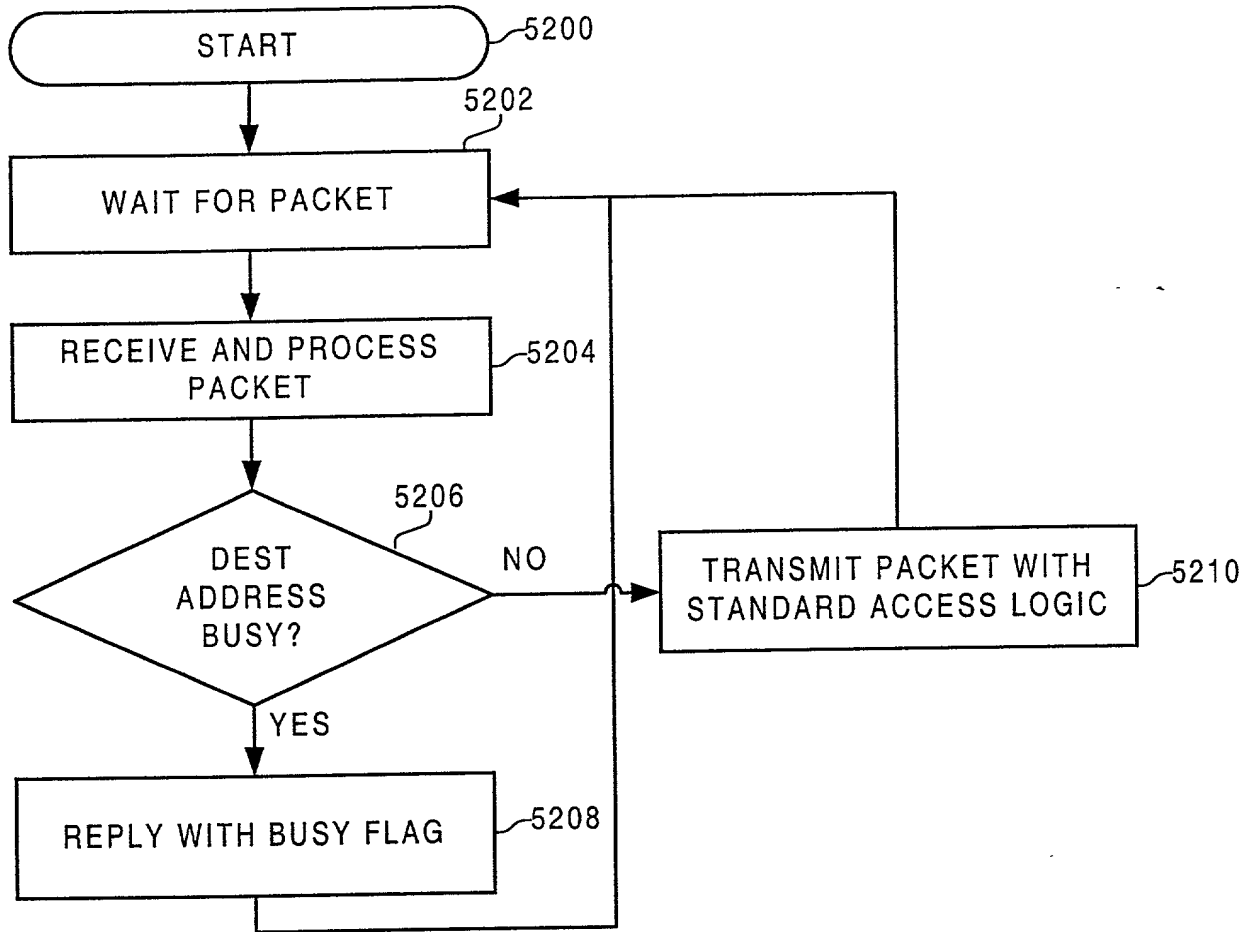 START
5200
5202
WAIT FOR PACKET
RECEIVE AND PROCESS
PACKET
5204
5206
DEST
ADDRESS
BUSY?
NO
TRANSMIT PACKET WITH
STANDARD ACCESS LOGIC
5210
YES
REPLY WITH BUSY FLAG
5208